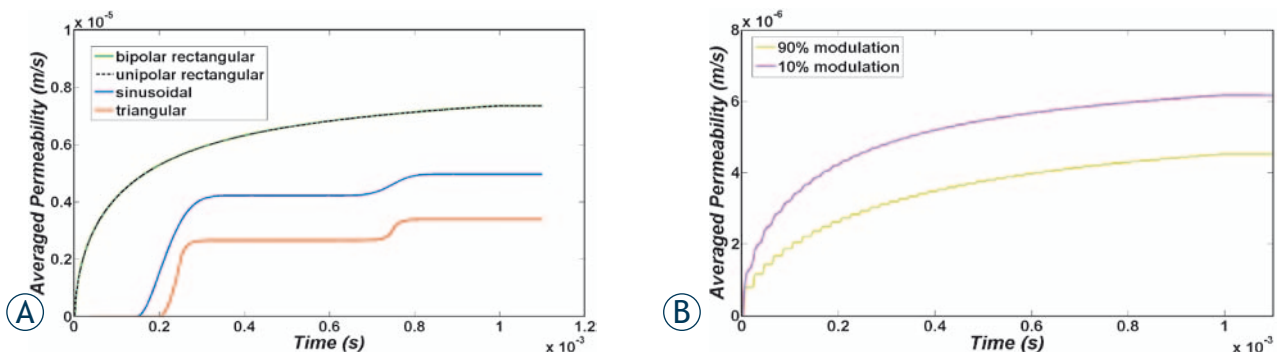 A
Averaged Permeability (m/s)
1 x 10⁻⁵
0.8
0.6
0.4
0.2
0
bipolar rectangular
unipolar rectangular
sinusoidal
triangular
0 0.2 0.4 0.6 0.8 1 1.2
Time (s)
x 10⁻³
B
Averaged Permeability (m/s)
8 x 10⁻⁶
6
4
2
0
90% modulation
10% modulation
0 0.2 0.4 0.6 0.8 1
Time (s)
x 10⁻³